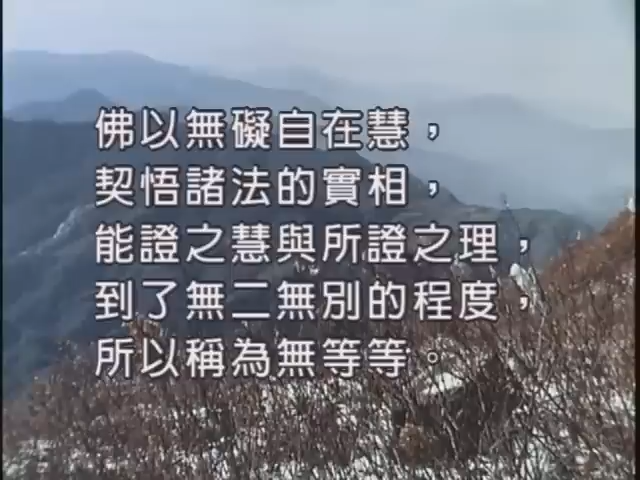 佛以無礙自在慧，
契悟諸法的實相，
能證之慧與所證之理，
到了無二無別的程度，
所以稱為無等等。